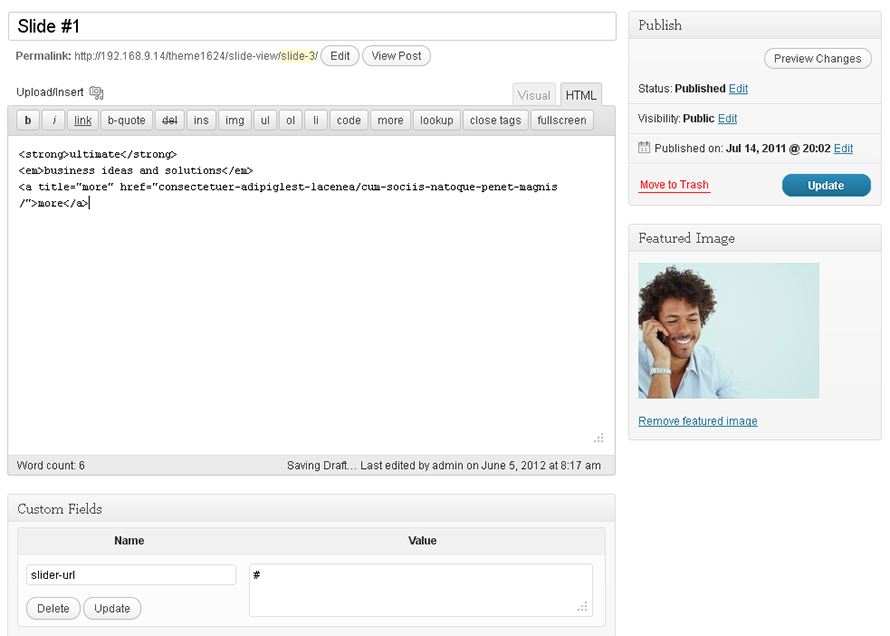 Slide #1
Permalink: http://192.168.9.14/theme1624/slide-view/slide-3/ Edit View Post
Upload/Insert
Visual HTML
b i link b-quote del ins img ul ol li code more lookup close tags fullscreen
<strong>ultimate</strong>
<em>business ideas and solutions</em>
<a title="more" href="consectetuer-adipiglest-lacenea/cum-sociis-natoque-penet-magnis
/">more</a>
Word count: 6 Saving Draft... Last edited by admin on June 5, 2012 at 8:17 am
Custom Fields
Name Value
slider-url #
Delete Update
Publish
Preview Changes
Status: Published Edit
Visibility: Public Edit
Published on: Jul 14, 2011 @ 20:02 Edit
Move to Trash Update
Featured Image
Remove featured image